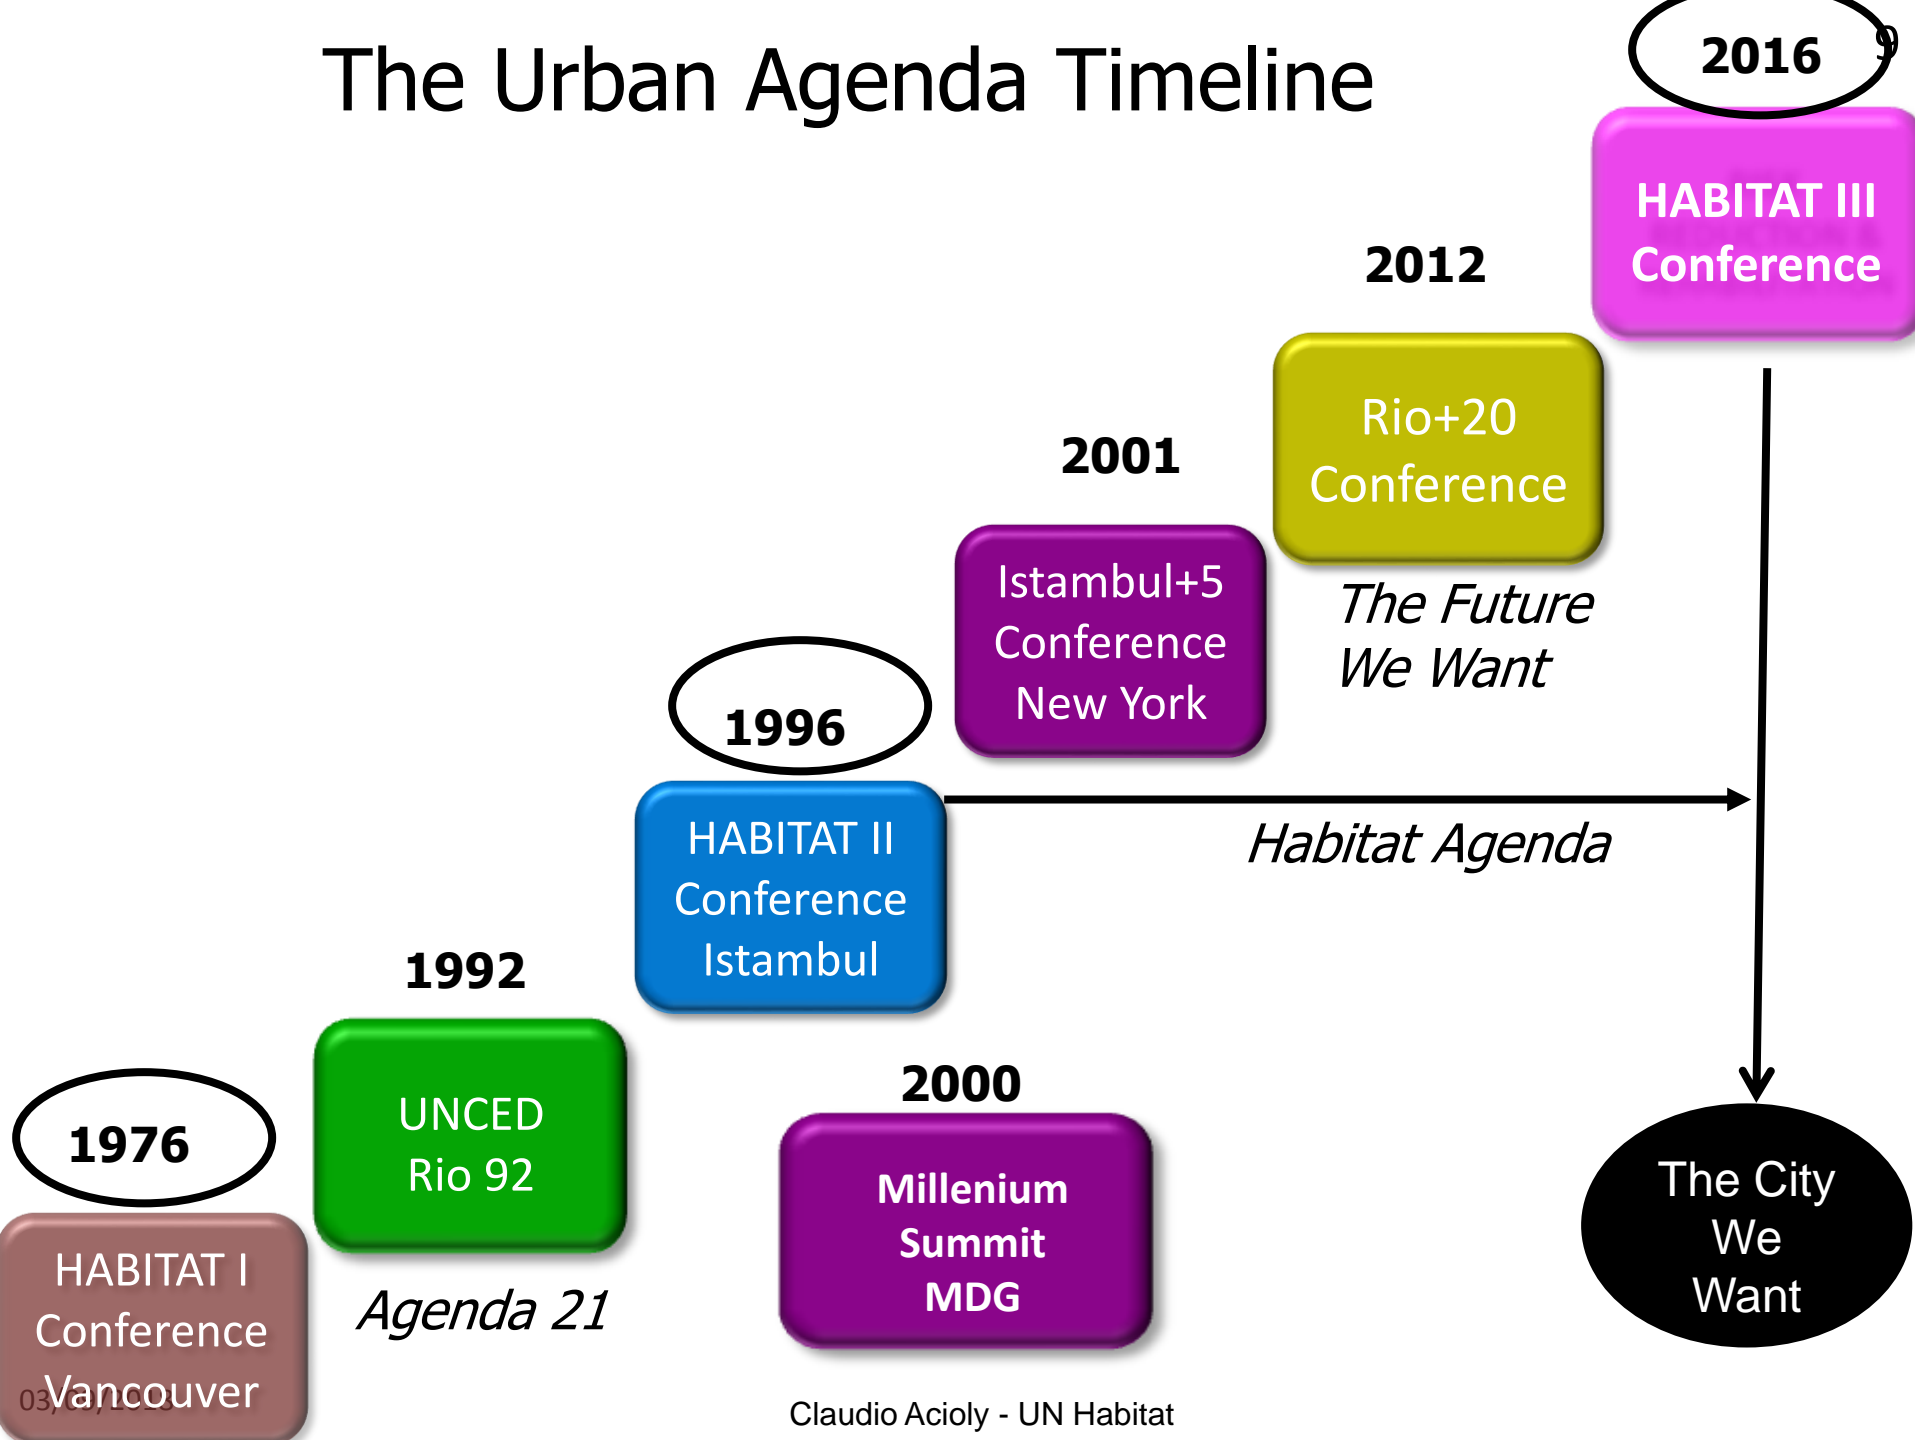 The Urban Agenda Timeline
9
2016
HABITAT III
Conference
2012
Rio+20
Conference
The Future
We Want
2001
Istambul+5
Conference
New York
1996
HABITAT II
Conference
Istambul
Habitat Agenda
1992
UNCED
Rio 92
Agenda 21
2000
Millenium
Summit
MDG
1976
HABITAT I
Conference
Vancouver
The City
We
Want
Claudio Acioly - UN Habitat